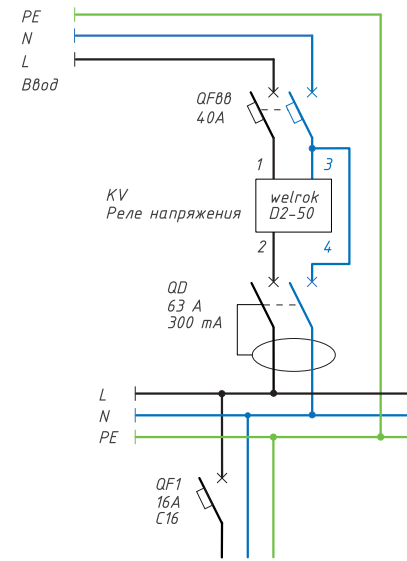 PE
N
L
Ввод
QFвв
40А
1
3
KV
Реле напряжения
welrok
D2-50
2
4
QD
63 А
300 mA
L
N
PE
QF1
16А
C16